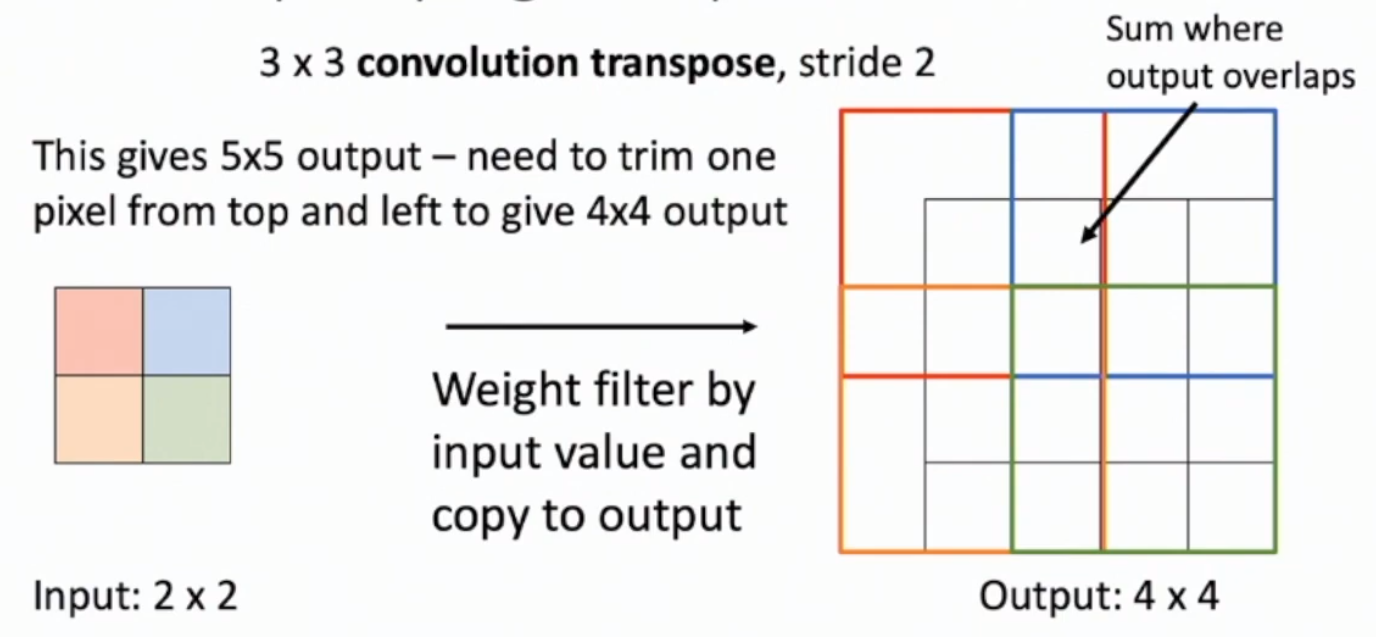 3 x 3 convolution transpose, stride 2
Sum where
output overlaps
This gives 5x5 output – need to trim one
pixel from top and left to give 4x4 output
Weight filter by
input value and
copy to output
Input: 2 x 2
Output: 4 x 4